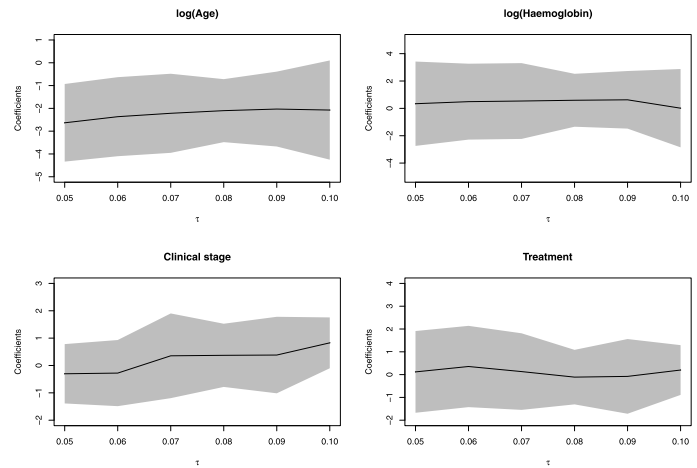 log(Age)
Coefficients
1
0
−1
−2
−3
−4
−5
0.05 0.06 0.07 0.08 0.09 0.10
τ
log(Haemoglobin)
Coefficients
4
2
0
−2
−4
0.05 0.06 0.07 0.08 0.09 0.10
τ
Clinical stage
Coefficients
3
2
1
0
−1
−2
0.05 0.06 0.07 0.08 0.09 0.10
τ
Treatment
Coefficients
4
3
2
1
0
−1
−2
0.05 0.06 0.07 0.08 0.09 0.10
τ